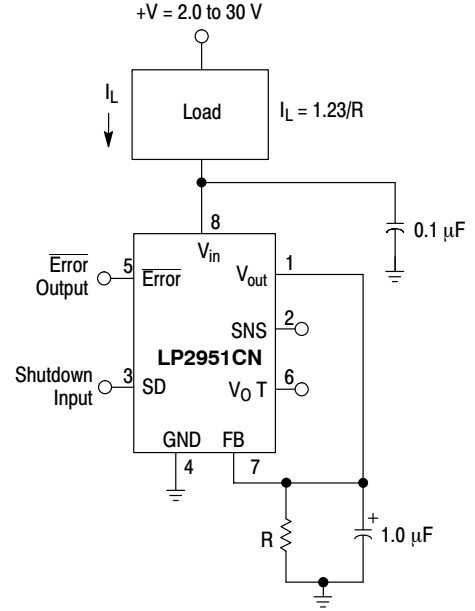 +V = 2.0 to 30 V
I_L
Load
I_L = 1.23/R
8
0.1 μF
V_in
Error
Output
5
Error
V_out
1
SNS
2
LP2951CN
Shutdown
Input
3
SD
V_O T
6
GND
FB
4
7
R
+
1.0 μF